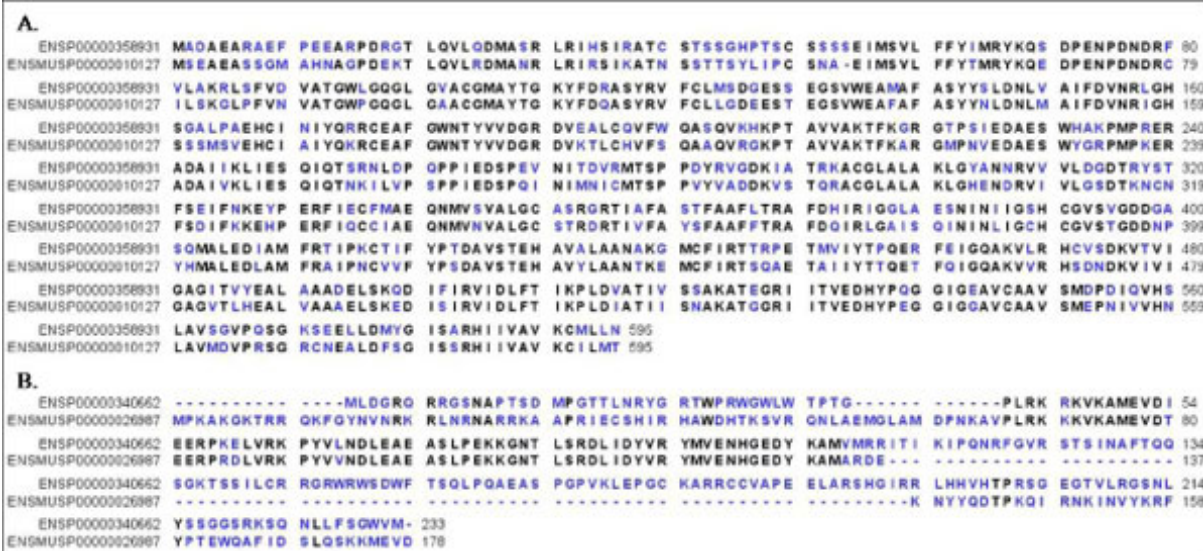 A.
ENSP00000358931 MADAEARAEF PEEARPDRGT LQVLQDMASR LRIHSIRATC STSSGHPTSC SSSSEIMSVL FFYIMRYKQS DPENPDNDRF 80
ENSMUSP00000010127 MSEAEASSGM AHNAGPDEKT LQVLRDMANR LRIRSIKATN SSTTSYLIPC SNA-EIMSVL FFYTMRYKQE DPENPDNDRC 79
ENSP00000358931 VLAKRLSFVD VATGWLGQGL GVACGMAYTG KYFDRASYRV FCLMSDGESS EGSVWEAMAF ASYYSLDNLV AIFDVNRLGH 160
ENSMUSP00000010127 ILSKGLPFVN VATGWPGQGL GAACGMAYTG KYFDQASYRV FCLLGDEEST EGSVWEAFAF ASYYNLDNLM AIFDVNRIGH 159
ENSP00000358931 SGALPAEHCI NIYQRRCEAF GWNTYVVDGR DVEALCQVFW QASQVKHKPT AVVAKTFKGR GTPSIEDAES WHAKPMPRER 240
ENSMUSP00000010127 SSSMSVEHCI AIYQKRCEAF GWNTYVVDGR DVKTLCHVFS QAAQVRGKPT AVVAKTFKAR GMPNVEDAES WYGRPMPKER 239
ENSP00000358931 ADAIIKLIES QIQTSRNLDP QPPIEDSPEV NITDVRMTSP PDYRVGDKIA TRKACGLALA KLGYANNRVV VLDGDTRYST 320
ENSMUSP00000010127 ADAIVKLIES QIQTNKILVP SPPIEDSPQI NIMNICMTSP PVYVADDKVS TQRACGLALA KLGHENDRVI VLGSDTKNCN 319
ENSP00000358931 FSEIFNKEYP ERFIECFMAE QNMVSVALGC ASRGRTIAFA STFAAFLTRA FDHIRIGGLA ESNINIIGSH CGVSVGDDGA 400
ENSMUSP00000010127 FSDIFKKEHP ERFIQCCIAE QNMVNVALGC STRDRTIVFA YSFAAFFTRA FDQIRLGAIS QININLIGCH CGVSTGDDNP 399
ENSP00000358931 SQMALEDIAM FRTIPKCTIF YPTDAVSTEH AVALAANAKG MCFIRTTRPE TMVIYTPQER FEIGQAKVLR HCVSDKVTVI 480
ENSMUSP00000010127 YHMALEDLAM FRAIPNCVVF YPSDAVSTEH AVYLAANTKE MCFIRTSQAE TAIIYTTQET FQIGQAKVVR HSDNDKVIVI 479
ENSP00000358931 GAGITVYEAL AAADELSKQD IFIRVIDLFT IKPLDVATIV SSAKATEGRI ITVEDHYPQG GIGEAVCAAV SMDPDIQVHS 560
ENSMUSP00000010127 GAGVTLHEAL VAAAELSKED ISIRVIDLFT IKPLDIATII SNAKATGGRI ITVEDHYPEG GIGGAVCAAV SMEPNIVVHN 559
ENSP00000358931 LAVSGVPQSG KSEELLDMYG ISARHIIVAV KCMLLN 595
ENSMUSP00000010127 LAVMDVPRSG RCNEALDFSG ISSRHIIVAV KCILMT 595
B.
ENSP00000340662 ---------- ----MLDGRQ RRGSNAPTSD MPGTTLNRYG RTWPRWGWLW TPTG------ -----PLRKR RKVKAMEVDI 54
ENSMUSP00000026987 MPKAKGKTRR QKFGYNVNRK RLNRNARRKA APRIECSHIR HAWDHTKSVR QNLAEMGLAM DPNKAVPLRK KKVKAMEVDT 80
ENSP00000340662 EERPKELVRK PYVLNDLEAE ASLPEKKGNT LSRDLIDYVR YMVENHGEDY KAMVMRRITI KIPQNRFGVR STSINAFTQQ 134
ENSMUSP00000026987 EERPRDLVRK PYVVNDLEAE ASLPEKKGNT LSRDLIDYVR YMVENHGEDY KAMARDE--- ---------- ---------- 137
ENSP00000340662 SGKTSSILCR RGRWRWSDWF TSQLPQAEAS PGPVKLEPGC KARRCCVAPE ELARSHGIRR LHHVHTPRSG EGTVLRGSNL 214
ENSMUSP00000026987 ---------- ---------- ---------- ---------- ---------- ---------K NYYQDTPKQI RNKINVYKRF 158
ENSP00000340662 YSSGGSRKSQ NLLFSGWVM- 233
ENSMUSP00000026987 YPTEWQAFID SLQSKKMEVD 178